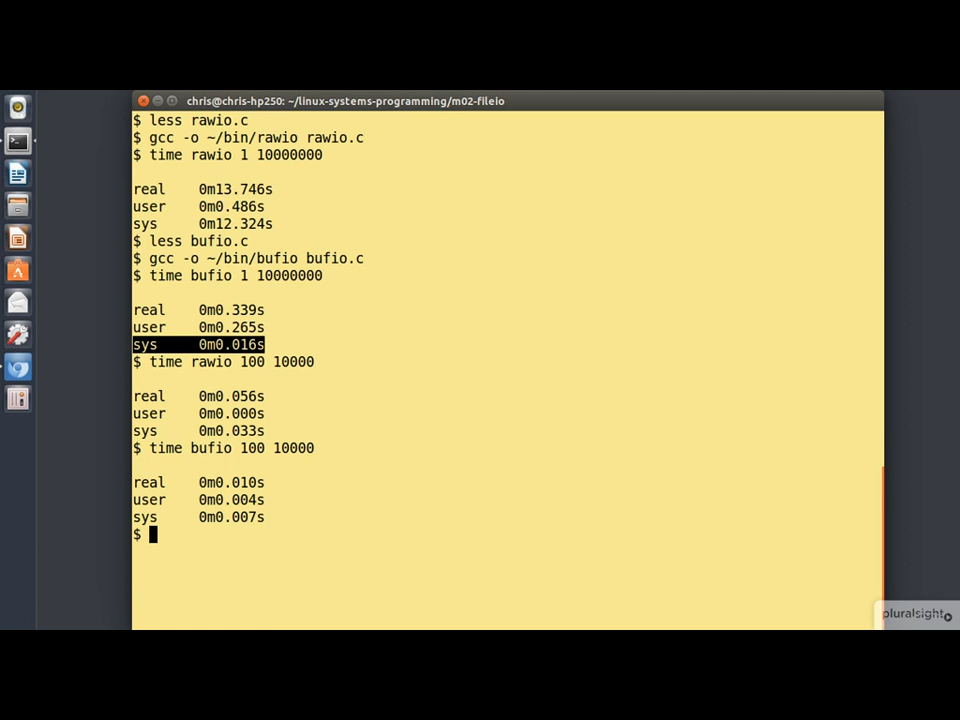 chris@chris-hp250: ~/linux-systems-programming/m02-fileio
$ less rawio.c
$ gcc -o ~/bin/rawio rawio.c
$ time rawio 1 10000000
real 0m13.746s
user 0m0.486s
sys 0m12.324s
$ less bufio.c
$ gcc -o ~/bin/bufio bufio.c
$ time bufio 1 10000000
real 0m0.339s
user 0m0.265s
sys 0m0.016s
$ time rawio 100 10000
real 0m0.056s
user 0m0.000s
sys 0m0.033s
$ time bufio 100 10000
real 0m0.010s
user 0m0.004s
sys 0m0.007s
$
pluralsight